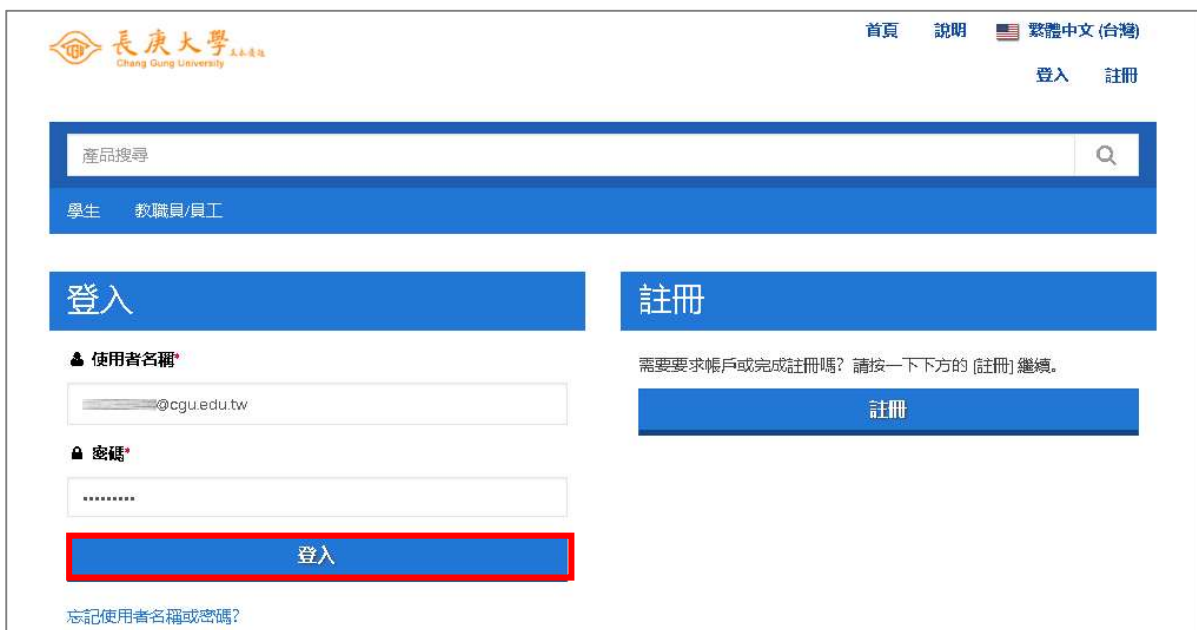 長庚大學
Chang Gung University
首頁 說明 繁體中文 (台灣)
登入 註冊
產品搜尋
學生 教職員/員工
登入
使用者名稱*
@cgu.edu.tw
密碼*
•••••••••
登入
忘記使用者名稱或密碼?
註冊
需要要求帳戶或完成註冊嗎? 請按一下下方的 [註冊] 繼續。
註冊